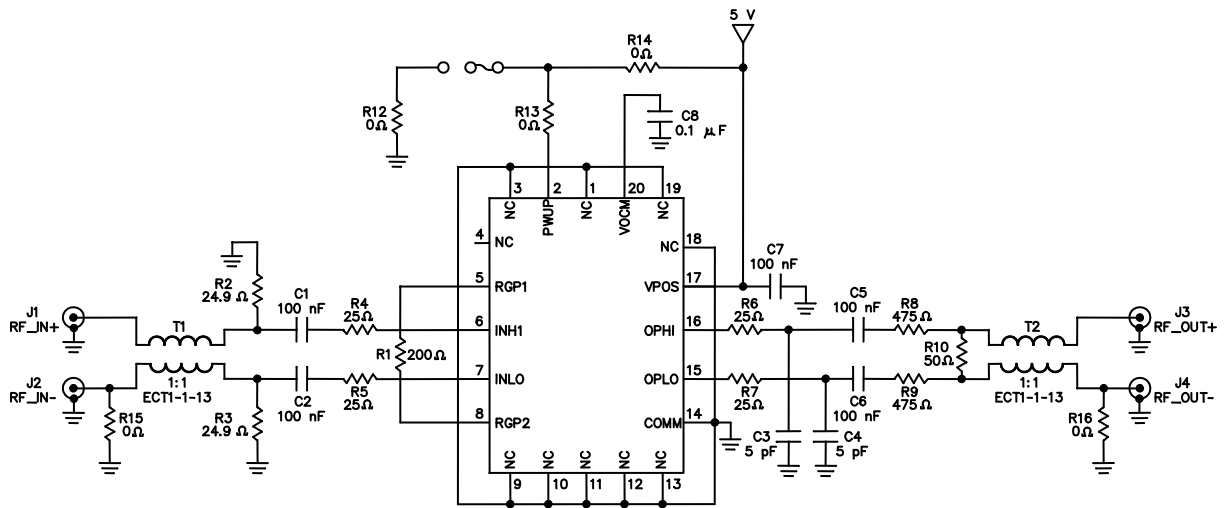 5 V
R14
0Ω
R12
0Ω
R13
0Ω
C8
0.1 μF
3
2
1
20
19
NC
PWUP
NC
VOCM
NC
4
NC
18
NC
C7
100 nF
R2
24.9 Ω
C1
100 nF
R4
25Ω
5
RGP1
VPOS
17
R6
25Ω
C5
100 nF
R8
475Ω
J1
RF_IN+
T1
6
INH1
OPHI
16
T2
J3
RF_OUT+
R1
200Ω
R10
50Ω
J2
RF_IN-
1:1
ECT1-1-13
7
INLO
OPLO
15
1:1
ECT1-1-13
J4
RF_OUT-
R15
0Ω
R3
24.9 Ω
C2
100 nF
R5
25Ω
R7
25Ω
C6
100 nF
R9
475Ω
R16
0Ω
8
RGP2
COMM
14
C3
5 pF
C4
5 pF
NC
NC
NC
NC
NC
9
10
11
12
13